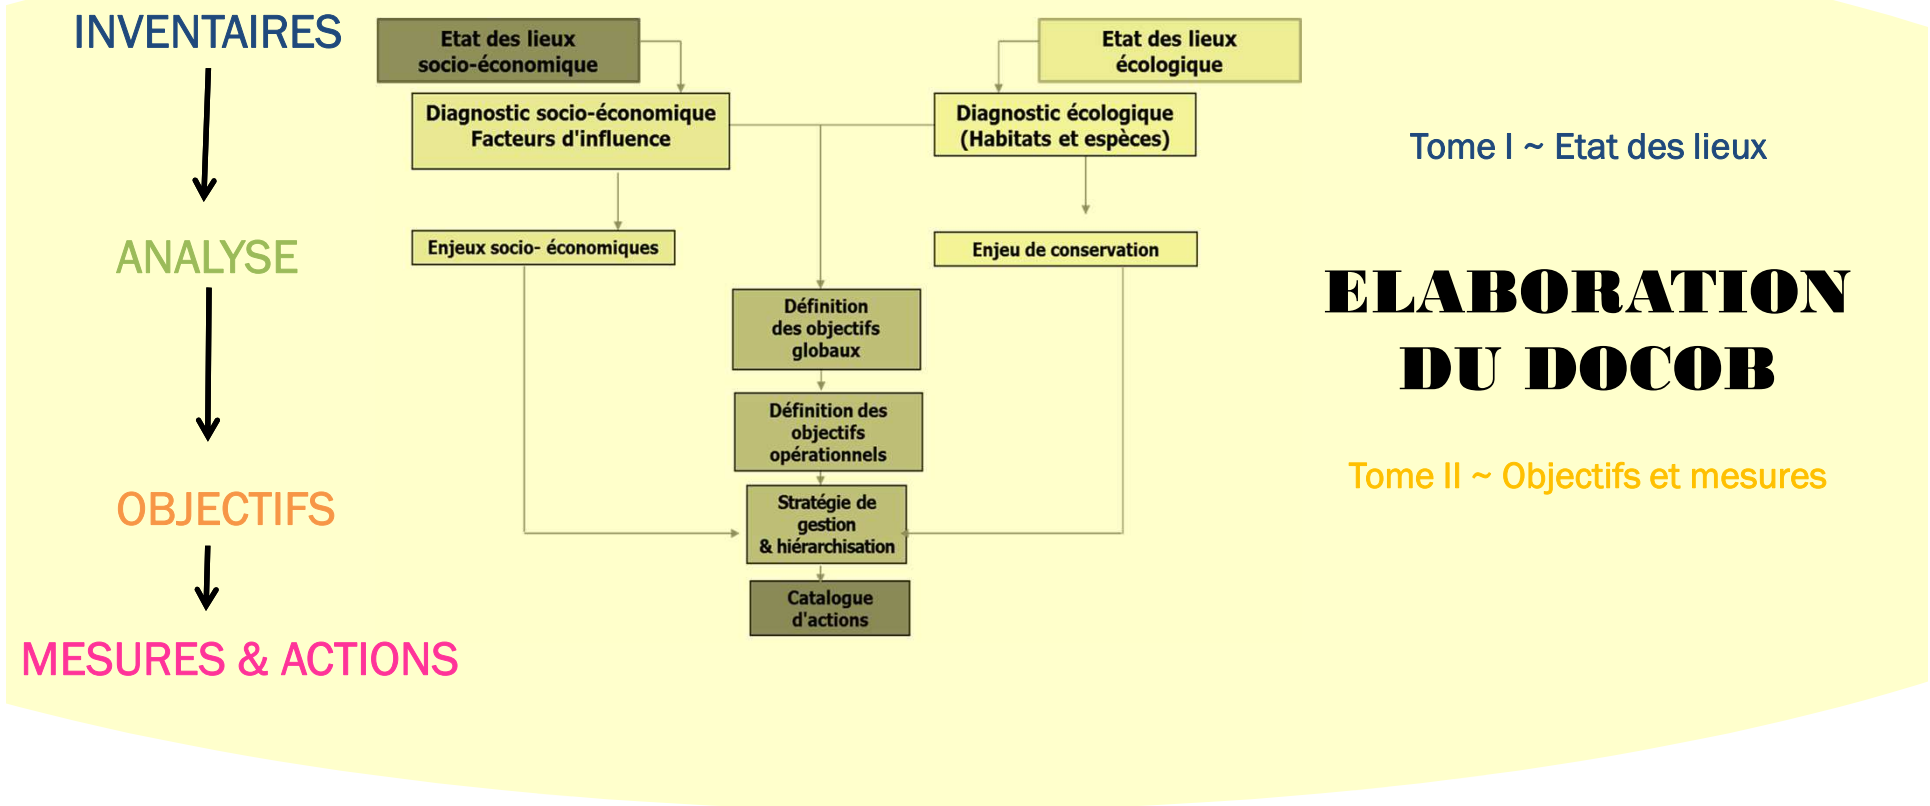 INVENTAIRES
ANALYSE
OBJECTIFS
MESURES & ACTIONS
Etat des lieux
socio-économique
Etat des lieux
écologique
Diagnostic socio-économique
Facteurs d'influence
Diagnostic écologique
(Habitats et espèces)
Enjeux socio- économiques
Enjeu de conservation
Définition
des objectifs
globaux
Définition des
objectifs
opérationnels
Stratégie de
gestion
& hiérarchisation
Catalogue
d'actions
Tome I ~ Etat des lieux
ELABORATION
DU DOCOB
Tome II ~ Objectifs et mesures